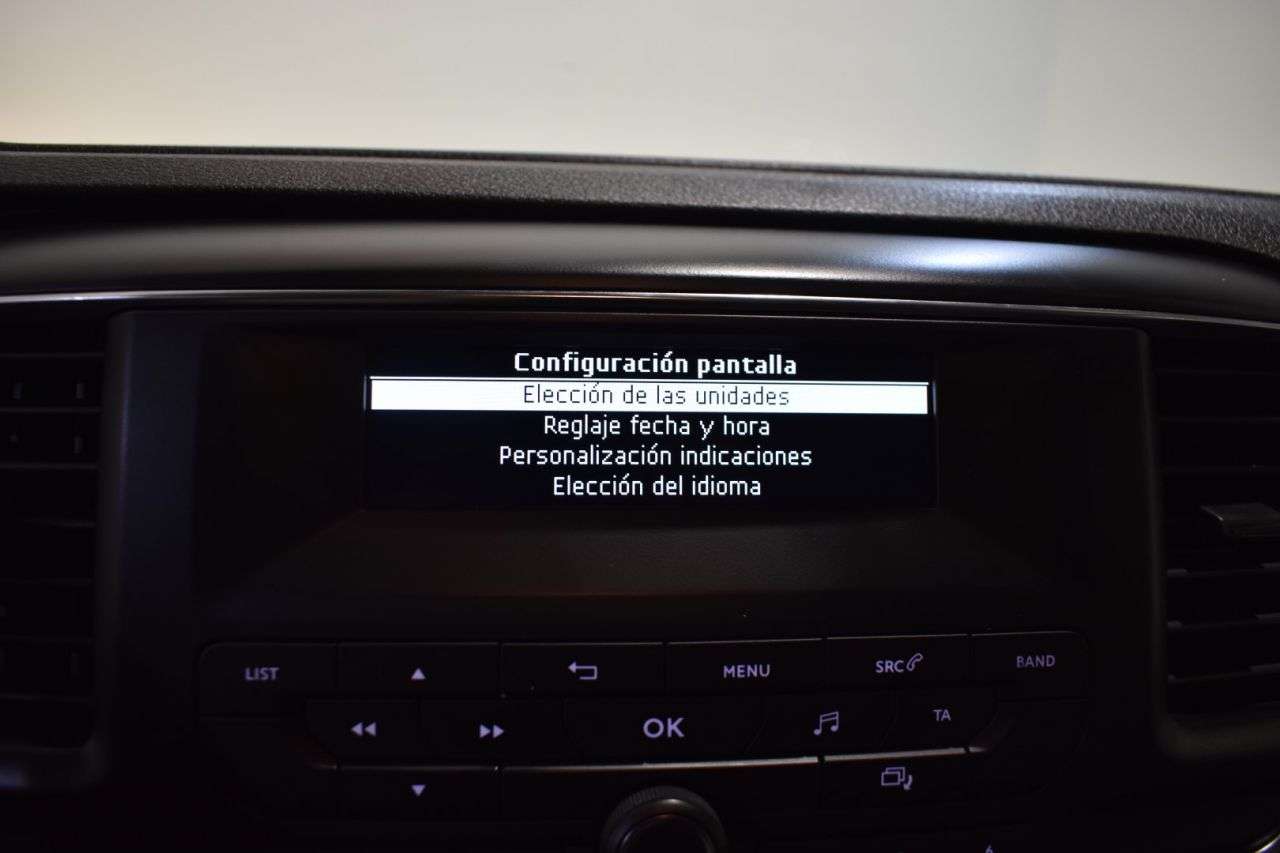 Configuración pantalla
Elección de las unidades
Reglaje fecha y hora
Personalización indicaciones
Elección del idioma
LIST
MENU
SRC
BAND
OK
TA